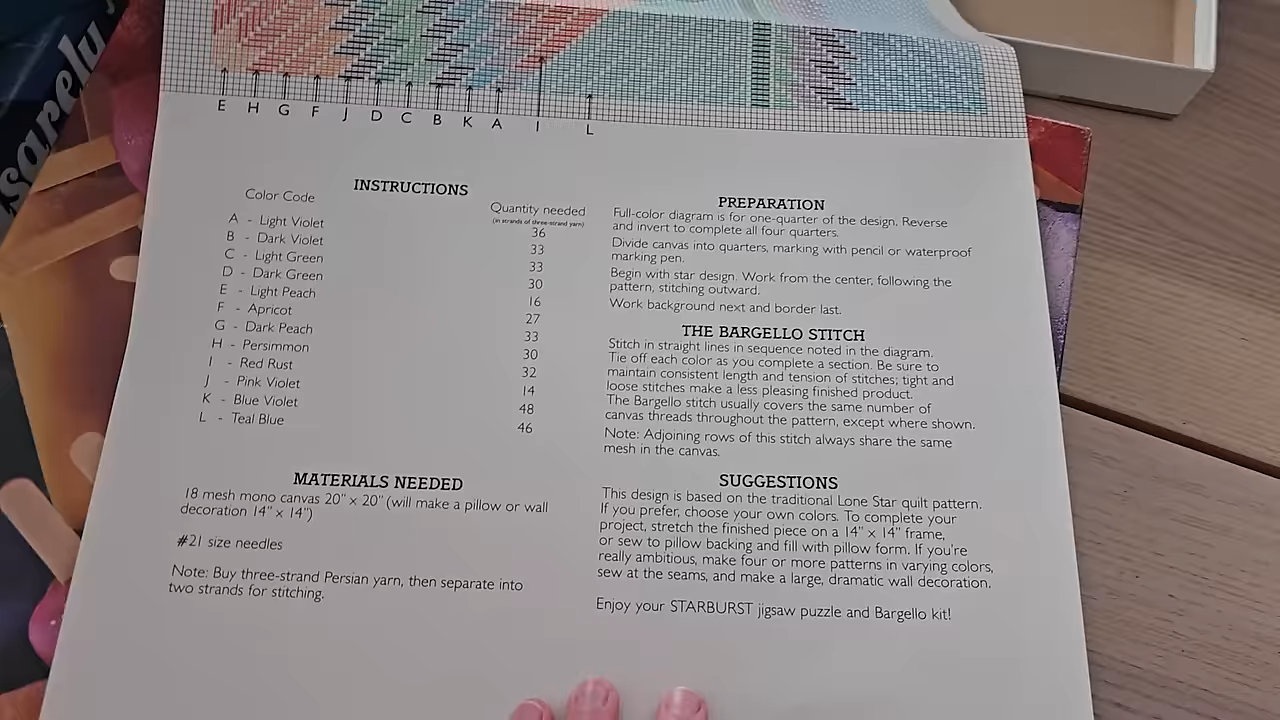 sarely
E H G F J D C B K A I L
INSTRUCTIONS
Color Code
Quantity needed
(in strands of three-strand yarn)
A - Light Violet 36
B - Dark Violet 33
C - Light Green 33
D - Dark Green 30
E - Light Peach 16
F - Apricot 27
G - Dark Peach 33
H - Persimmon 30
I - Red Rust 32
J - Pink Violet 14
K - Blue Violet 48
L - Teal Blue 46
MATERIALS NEEDED
18 mesh mono canvas 20" x 20" (will make a pillow or wall
decoration 14" x 14")
#21 size needles
Note: Buy three-strand Persian yarn, then separate into
two strands for stitching.
PREPARATION
Full-color diagram is for one-quarter of the design. Reverse
and invert to complete all four quarters.
Divide canvas into quarters, marking with pencil or waterproof
marking pen.
Begin with star design. Work from the center, following the
pattern, stitching outward.
Work background next and border last.
THE BARGELLO STITCH
Stitch in straight lines in sequence noted in the diagram.
Tie off each color as you complete a section. Be sure to
maintain consistent length and tension of stitches; tight and
loose stitches make a less pleasing finished product.
The Bargello stitch usually covers the same number of
canvas threads throughout the pattern, except where shown.
Note: Adjoining rows of this stitch always share the same
mesh in the canvas.
SUGGESTIONS
This design is based on the traditional Lone Star quilt pattern.
If you prefer, choose your own colors. To complete your
project, stretch the finished piece on a 14" x 14" frame,
or sew to pillow backing and fill with pillow form. If you're
really ambitious, make four or more patterns in varying colors,
sew at the seams, and make a large, dramatic wall decoration.
Enjoy your STARBURST jigsaw puzzle and Bargello kit!